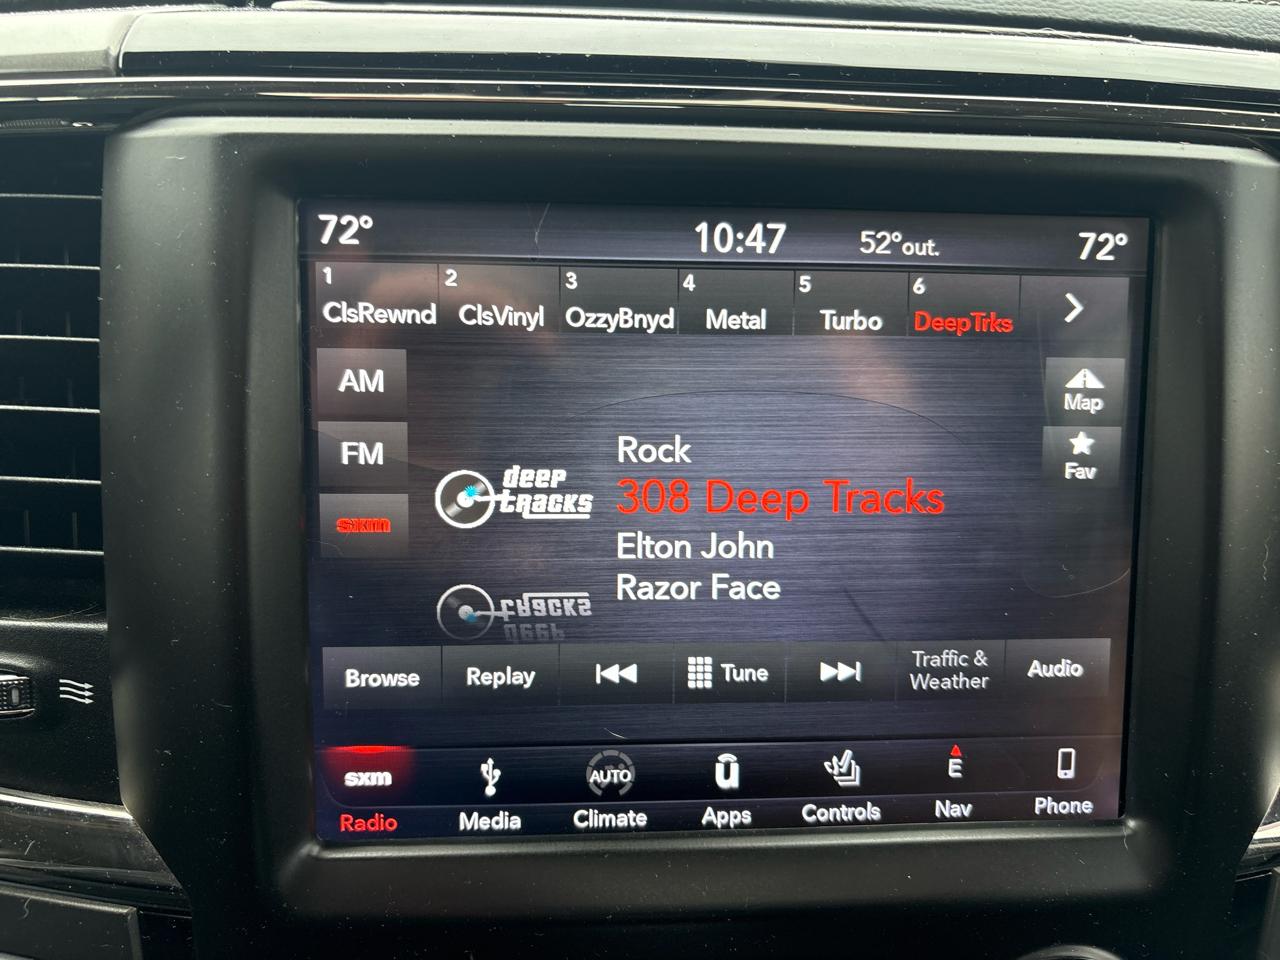 72° 10:47 52°out. 72°
1 2 3 4 5 6
ClsRewnd ClsVinyl OzzyBnyd Metal Turbo DeepTrks
AM
Map
FM
Fav
sxm
deep
tracks
Rock
308 Deep Tracks
Elton John
Razor Face
Browse Replay Tune Traffic & Weather Audio
sxm AUTO ū E
Radio Media Climate Apps Controls Nav Phone